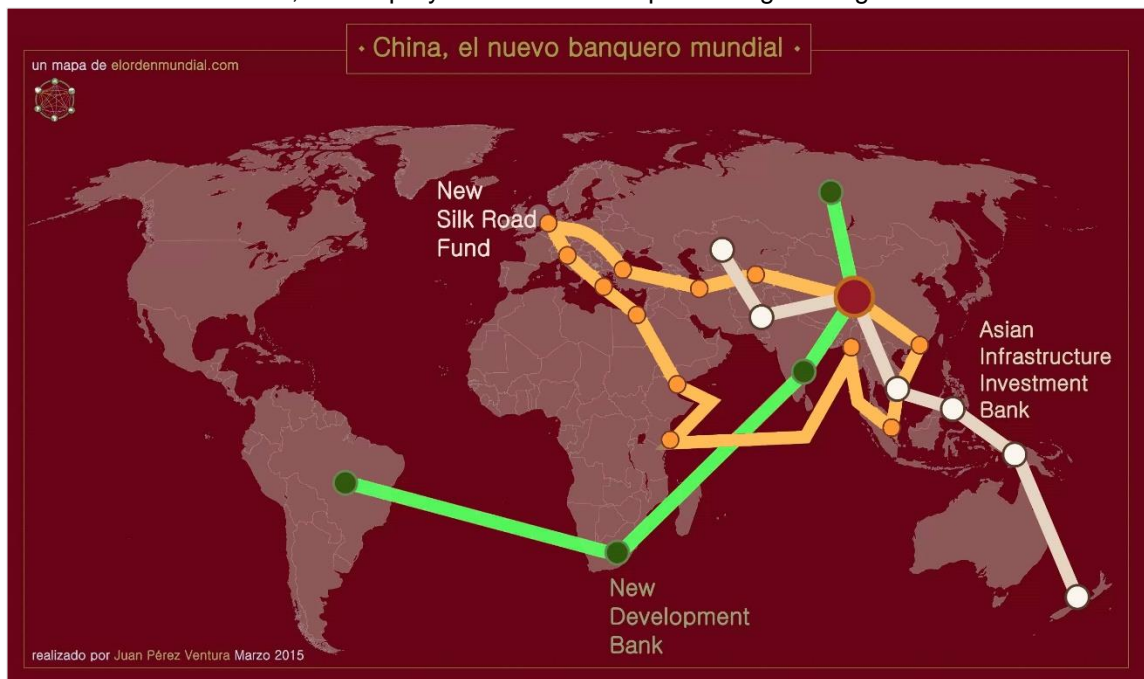 · China, el nuevo banquero mundial ·
un mapa de elordenmundial.com
New
Silk Road
Fund
Asian
Infrastructure
Investment
Bank
New
Development
Bank
realizado por Juan Pérez Ventura Marzo 2015